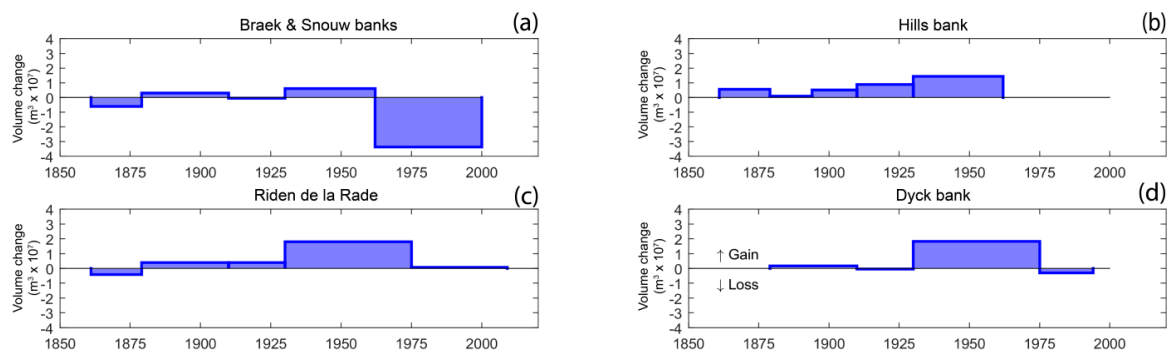 Braek & Snouw banks
(a)
Volume change
(m³ x 10⁷)
4
3
2
1
0
-1
-2
-3
-4
1850 1875 1900 1925 1950 1975 2000
Hills bank
(b)
Volume change
(m³ x 10⁷)
4
3
2
1
0
-1
-2
-3
-4
1850 1875 1900 1925 1950 1975 2000
Riden de la Rade
(c)
Volume change
(m³ x 10⁷)
4
3
2
1
0
-1
-2
-3
-4
1850 1875 1900 1925 1950 1975 2000
Dyck bank
(d)
Volume change
(m³ x 10⁷)
4
3
2
1
0
-1
-2
-3
-4
↑ Gain
↓ Loss
1850 1875 1900 1925 1950 1975 2000